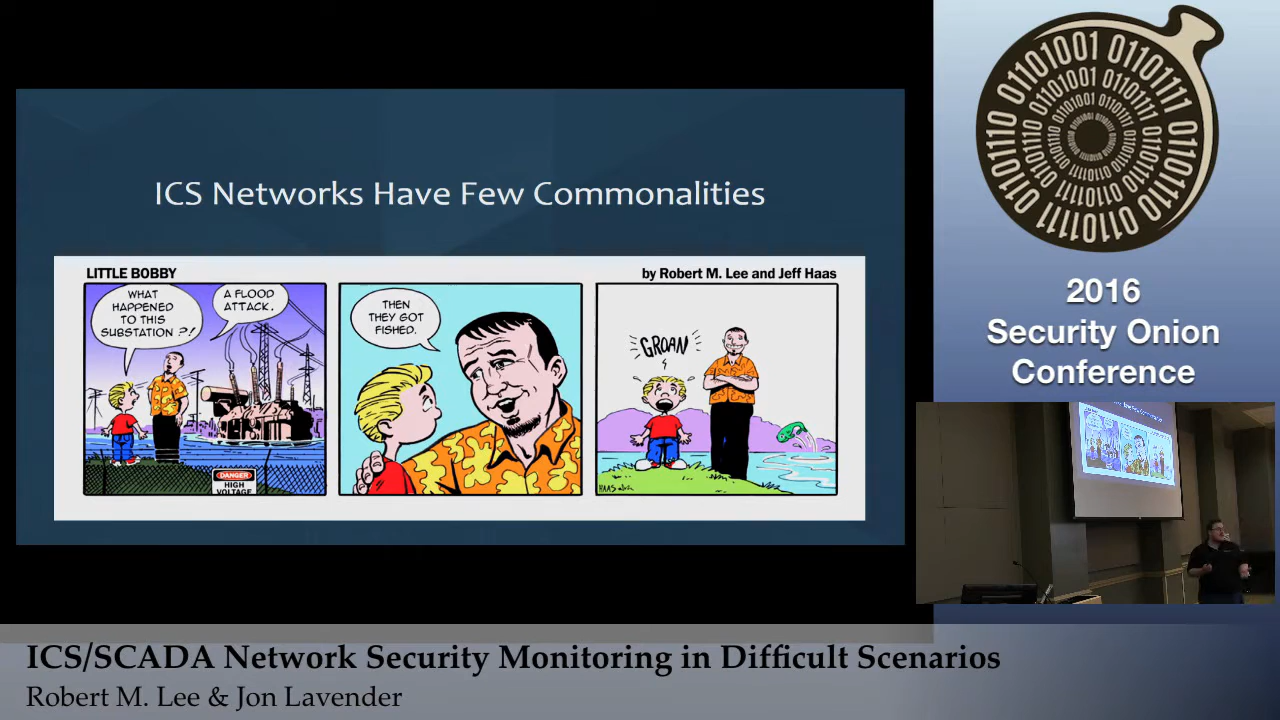 ICS Networks Have Few Commonalities
LITTLE BOBBY
by Robert M. Lee and Jeff Haas
WHAT
HAPPENED
TO THIS
SUBSTATION ?!
A FLOOD
ATTACK.
DANGER
HIGH
VOLTAGE
THEN
THEY GOT
FISHED.
GROAN
HAAS
01101001 01101111
2016
Security Onion
Conference
ICS/SCADA Network Security Monitoring in Difficult Scenarios
Robert M. Lee & Jon Lavender